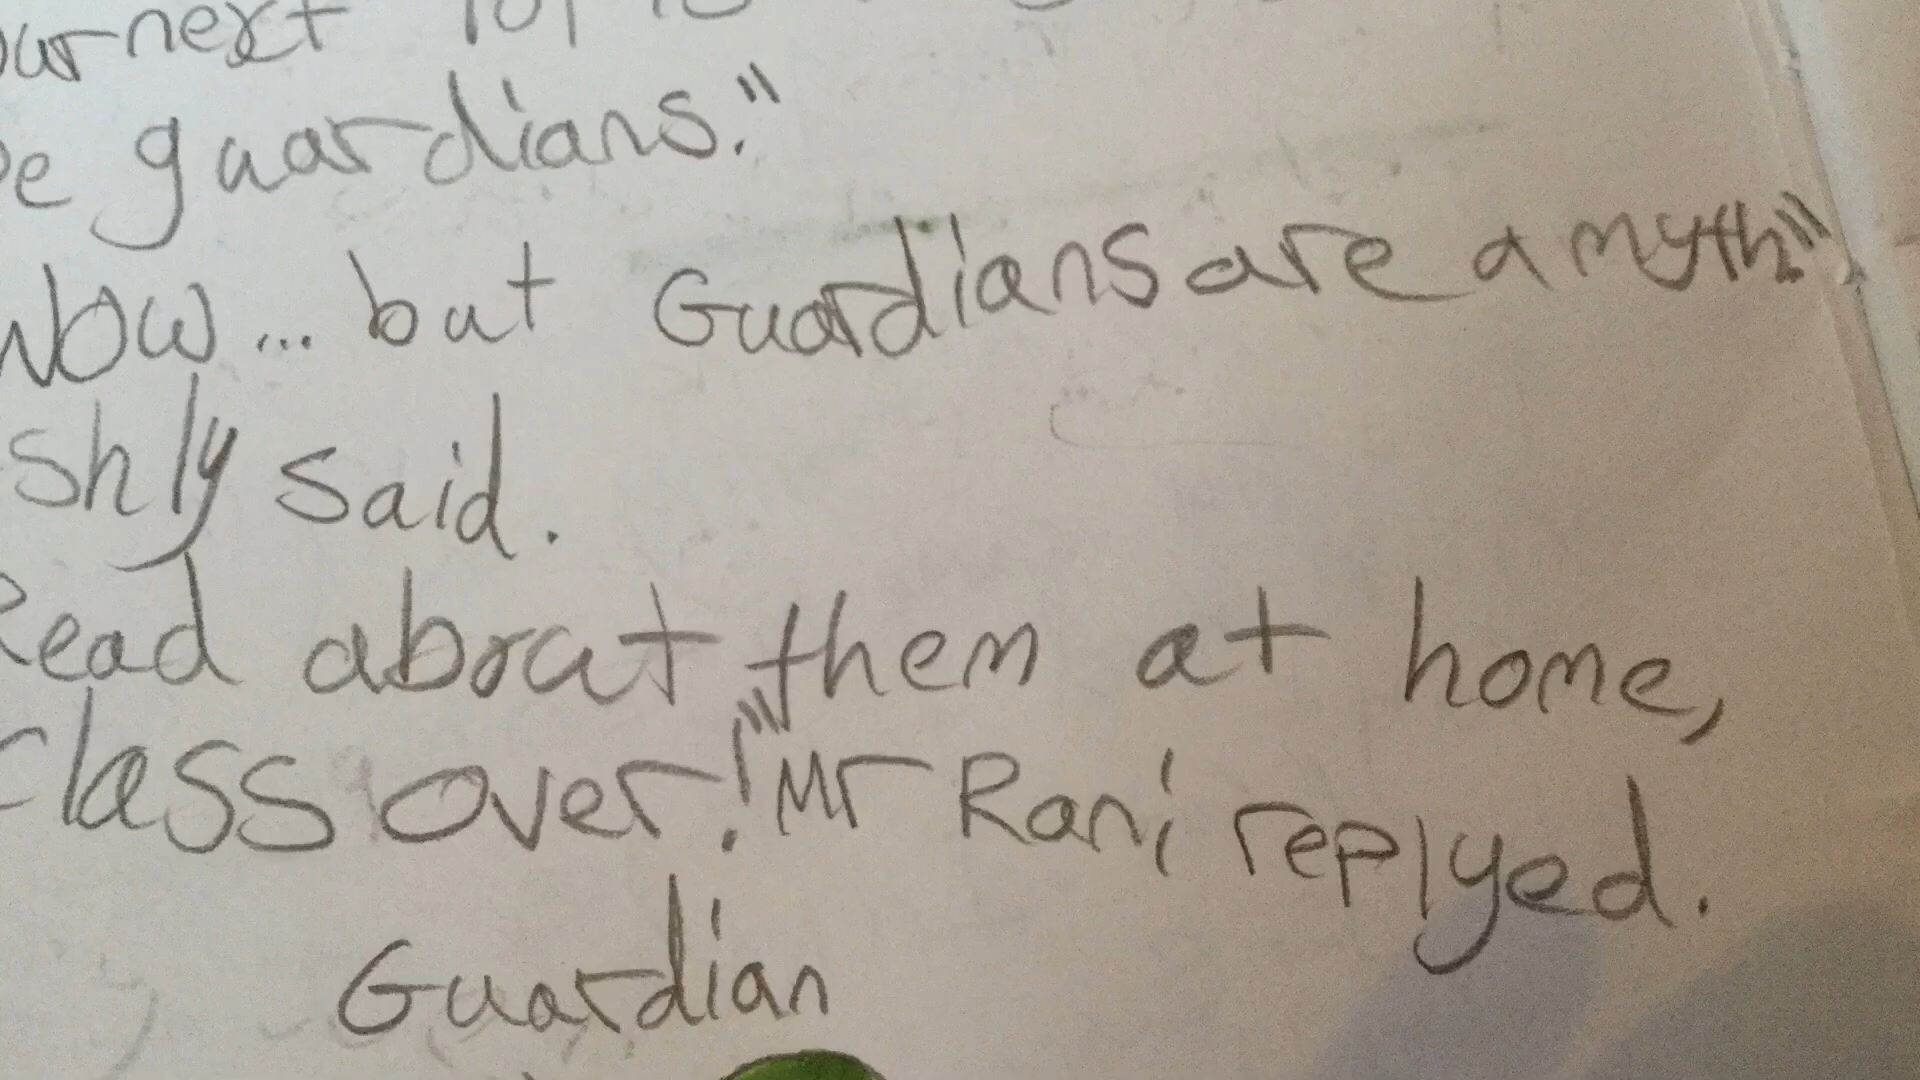 our next
guardians."
Wow... but Guardians are a myth."
shly said.
Read about them at home,
class over!" Mr Rani replyed.
Guardian